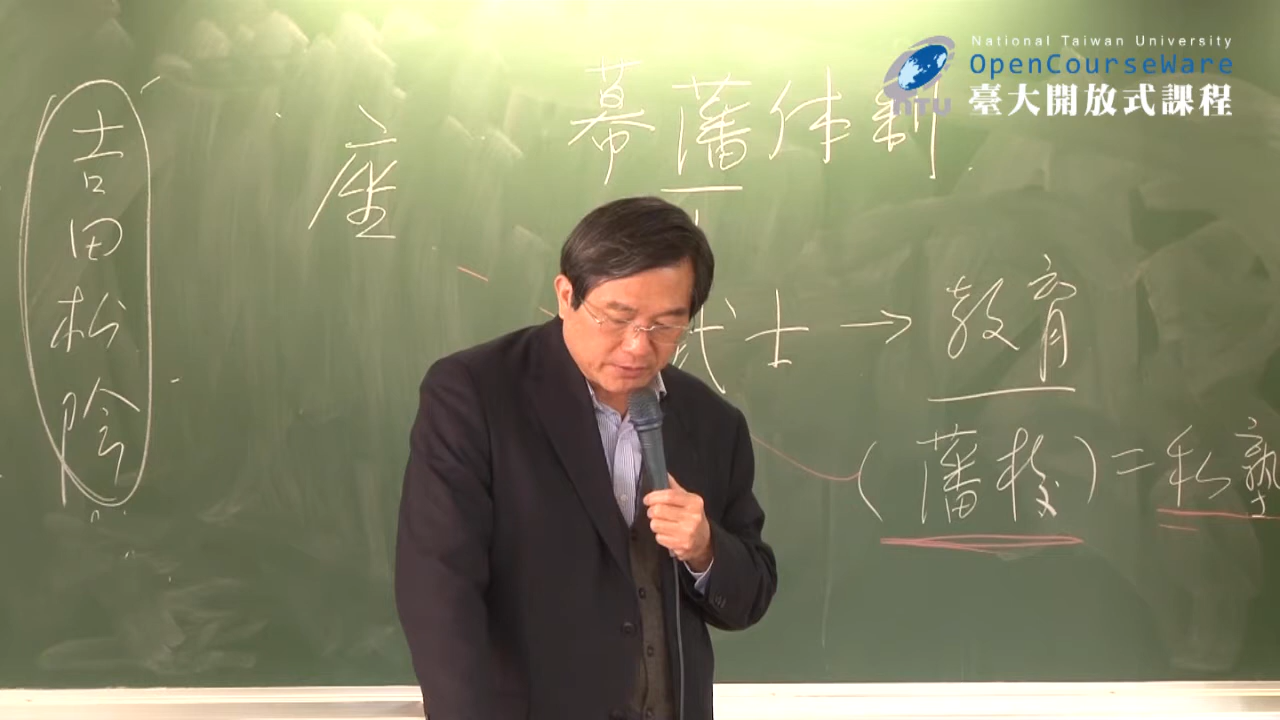 National Taiwan University
OpenCourseWare
臺大開放式課程
NTU
幕藩体制
座
吉田松陰
武士→教育
(藩校)=私塾